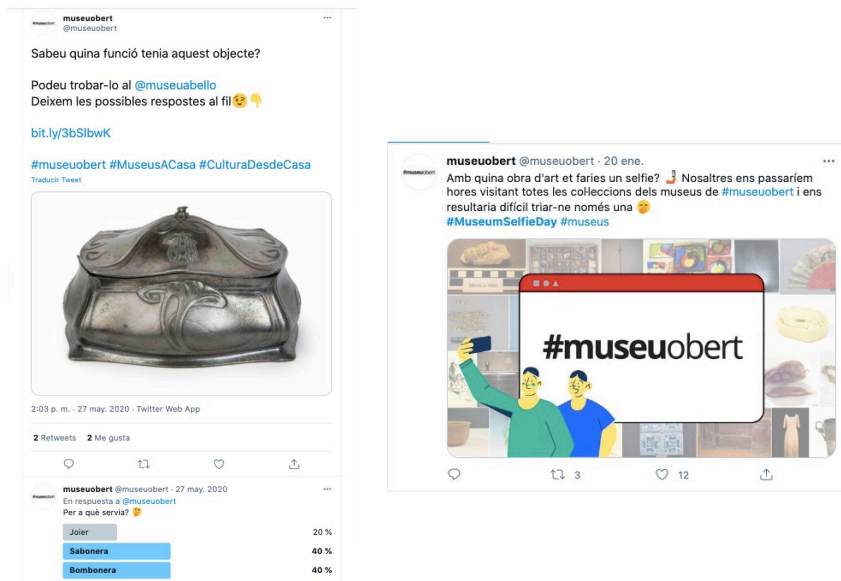 museuobert
@museuobert
Sabeu quina funció tenia aquest objecte?
Podeu trobar-lo al @museuabello
Deixem les possibles respostes al fil😉👇
bit.ly/3bSIbwK
#museuobert #MuseusACasa #CulturaDesdeCasa
Traducir Tweet
2:03 p. m. · 27 may. 2020 · Twitter Web App
2 Retweets 2 Me gusta
museuobert @museuobert · 27 may. 2020
En respuesta a @museuobert
Per a què servia? 🤔
Joier 20 %
Sabonera 40 %
Bombonera 40 %
museuobert @museuobert · 20 ene.
Amb quina obra d'art et faries un selfie? 🤳 Nosaltres ens passaríem
hores visitant totes les col·leccions dels museus de #museuobert i ens
resultaria difícil triar-ne només una 🤭
#MuseumSelfieDay #museus
#museuobert
3 12